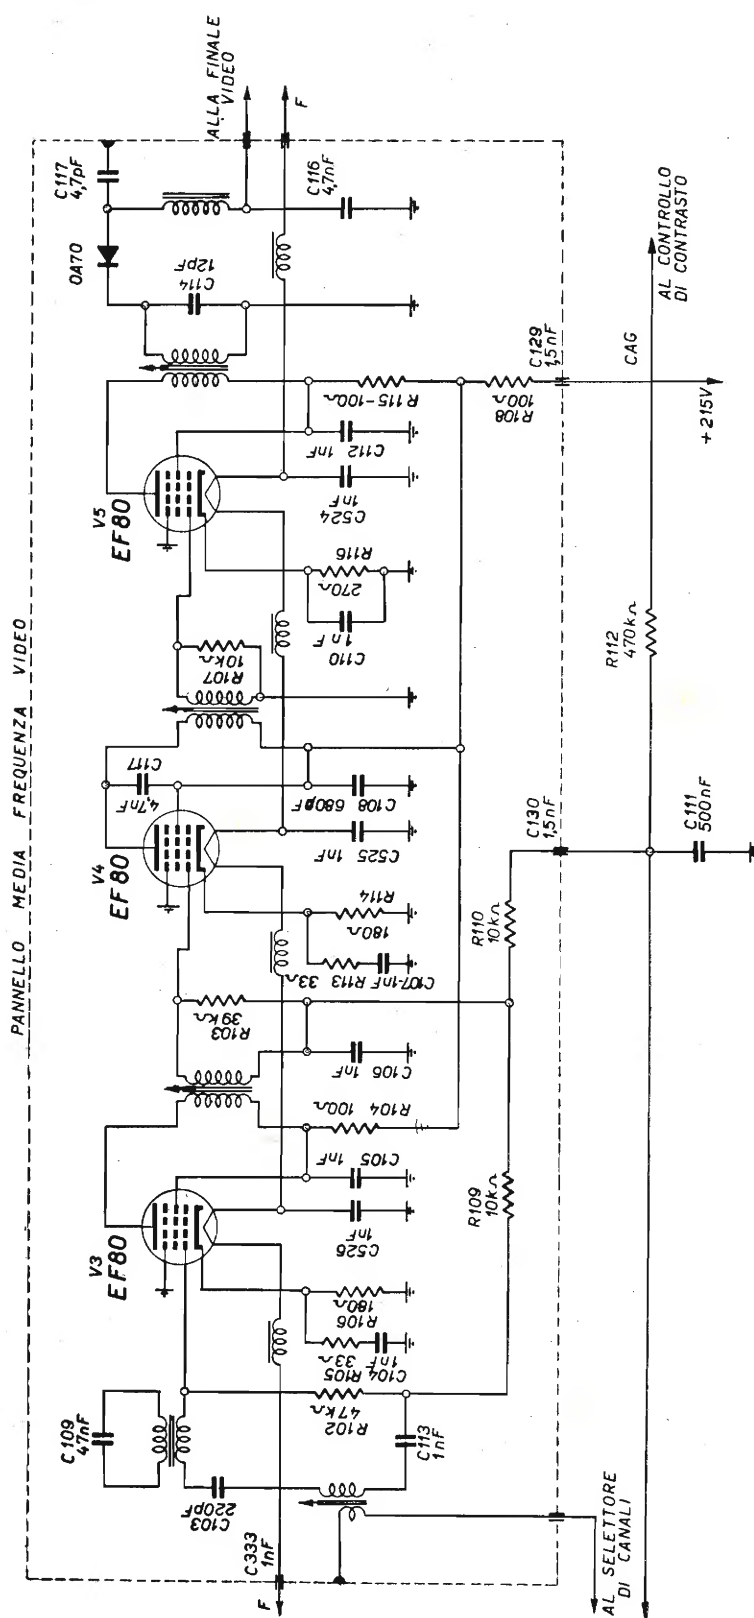 PANNELLO MEDIA FREQUENZA VIDEO
C109
47nF
C103
220pF
C333
1nF
F
AL SELETTORE
DI CANALI
R102
47kΩ
C113
1nF
V3
EF80
R105
33Ω
C104
1nF
R106
180Ω
C526
1nF
C105 1nF
R104 100Ω
R109
10kΩ
C106 1nF
R103
39kΩ
V4
EF80
R113
33Ω
C107-1nF
R114
180Ω
C525 1nF
C108 680pF
C117
4,7nF
R110
10kΩ
C130
1,5nF
C111
500nF
R107
10kΩ
V5
EF80
C110
1nF
R116
270Ω
C524
1nF
C112 1nF
R115-100Ω
R108
100Ω
C129
1,5nF
R112
470kΩ
CAG
+215V
AL CONTROLLO
DI CONTRASTO
C114
12pF
OA70
C117
4,7pF
C116
4,7nF
ALLA FINALE
VIDEO
F